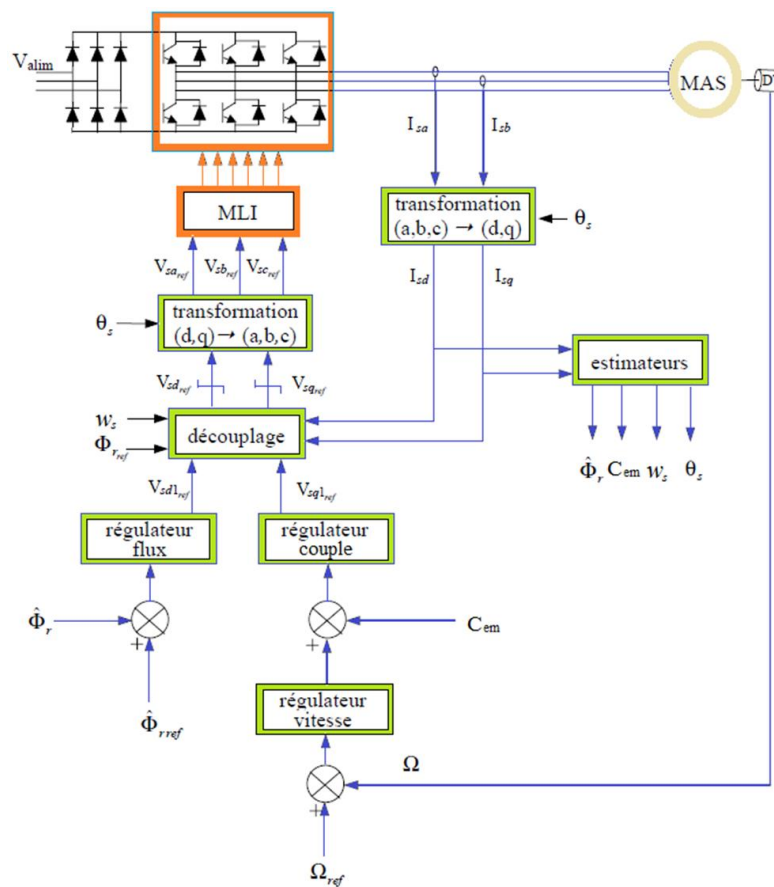 V_alim
MAS
D
I_sa
I_sb
MLI
transformation
(a,b,c) → (d,q)
θ_s
V_sa_ref
V_sb_ref
V_sc_ref
I_sd
I_sq
θ_s
transformation
(d,q) → (a,b,c)
estimateurs
V_sd_ref
V_sq_ref
w_s
Φ_r_ref
découplage
Φ̂_r
C_em
w_s
θ_s
V_sd1_ref
V_sq1_ref
régulateur
flux
régulateur
couple
Φ̂_r
+
+
C_em
régulateur
vitesse
Φ̂_rref
Ω
+
Ω_ref